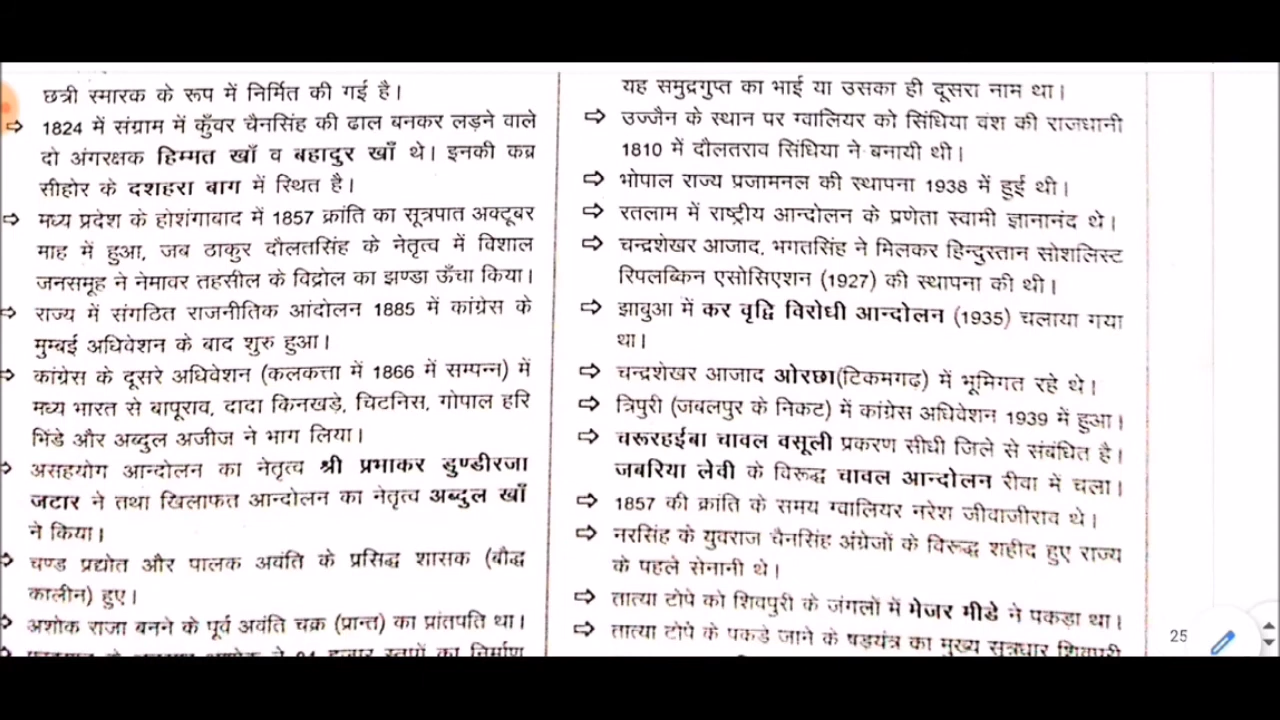 छत्री स्मारक के रूप में निर्मित की गई है।
1824 में संग्राम में कुँवर चैनसिंह की ढाल बनकर लड़ने वाले
दो अंगरक्षक हिम्मत खाँ व बहादुर खाँ थे। इनकी कब्र
सीहोर के दशहरा बाग में स्थित है।
मध्य प्रदेश के होशंगाबाद में 1857 क्रांति का सूत्रपात अक्टूबर
माह में हुआ, जब ठाकुर दौलतसिंह के नेतृत्व में विशाल
जनसमूह ने नेमावर तहसील के विद्रोल का झण्डा ऊँचा किया।
राज्य में संगठित राजनीतिक आंदोलन 1885 में कांग्रेस के
मुम्बई अधिवेशन के बाद शुरु हुआ।
कांग्रेस के दूसरे अधिवेशन (कलकत्ता में 1866 में सम्पन्न) में
मध्य भारत से बापूराव, दादा किनखड़े, चिटनिस, गोपाल हरि
भिंडे और अब्दुल अजीज ने भाग लिया।
असहयोग आन्दोलन का नेतृत्व श्री प्रभाकर डुण्डीरजा
जटार ने तथा खिलाफत आन्दोलन का नेतृत्व अब्दुल खाँ
ने किया।
चण्ड प्रद्योत और पालक अवंति के प्रसिद्ध शासक (बौद्ध
कालीन) हुए।
अशोक राजा बनने के पूर्व अवंति चक्र (प्रान्त) का प्रांतपति था।
यह समुद्रगुप्त का भाई या उसका ही दूसरा नाम था।
उज्जैन के स्थान पर ग्वालियर को सिंधिया वंश की राजधानी
1810 में दौलतराव सिंधिया ने बनायी थी।
भोपाल राज्य प्रजामनल की स्थापना 1938 में हुई थी।
रतलाम में राष्ट्रीय आन्दोलन के प्रणेता स्वामी ज्ञानानंद थे।
चन्द्रशेखर आजाद, भगतसिंह ने मिलकर हिन्दुस्तान सोशलिस्ट
रिपलब्किन एसोसिएशन (1927) की स्थापना की थी।
झाबुआ में कर वृद्वि विरोधी आन्दोलन (1935) चलाया गया
था।
चन्द्रशेखर आजाद ओरछा(टिकमगढ) में भूमिगत रहे थे।
त्रिपुरी (जबलपुर के निकट) में कांग्रेस अधिवेशन 1939 में हुआ।
चरूरहईबा चावल वसूली प्रकरण सीधी जिले से संबंधित है।
जबरिया लेवी के विरूद्ध चावल आन्दोलन रीवा में चला।
1857 की क्रांति के समय ग्वालियर नरेश जीवाजीराव थे।
नरसिंह के युवराज चैनसिंह अंग्रेजों के विरूद्ध शहीद हुए राज्य
के पहले सेनानी थे।
तात्या टोपे को शिवपुरी के जंगलों में मेजर मीडे ने पकड़ा था।
तात्या टोपे के पकडे जाने के षडयंत्र का मुख्य सूत्रधार शिवपुरी
25